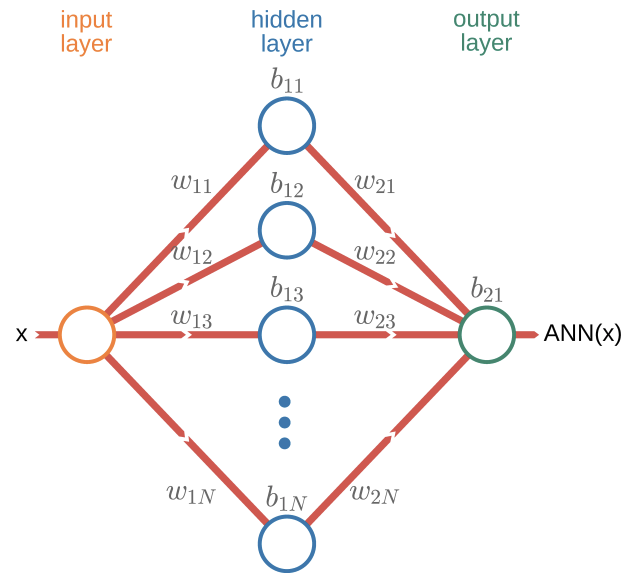 input
layer
hidden
layer
output
layer
b₁₁
w₁₁
w₂₁
b₁₂
w₁₂
w₂₂
b₁₃
b₂₁
w₁₃
w₂₃
x
ANN(x)
w₁N
b₁N
w₂N